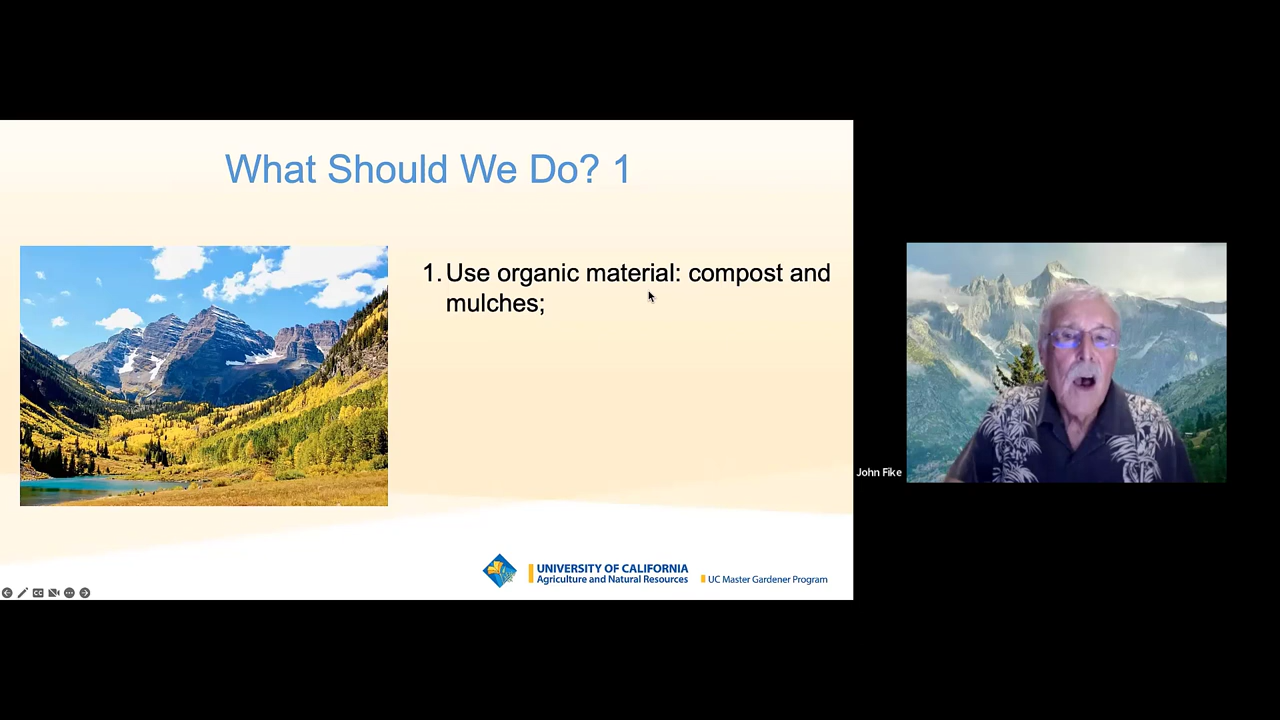 What Should We Do? 1
1. Use organic material: compost and
mulches;
John Fike
UNIVERSITY OF CALIFORNIA
Agriculture and Natural Resources
UC Master Gardener Program
CC